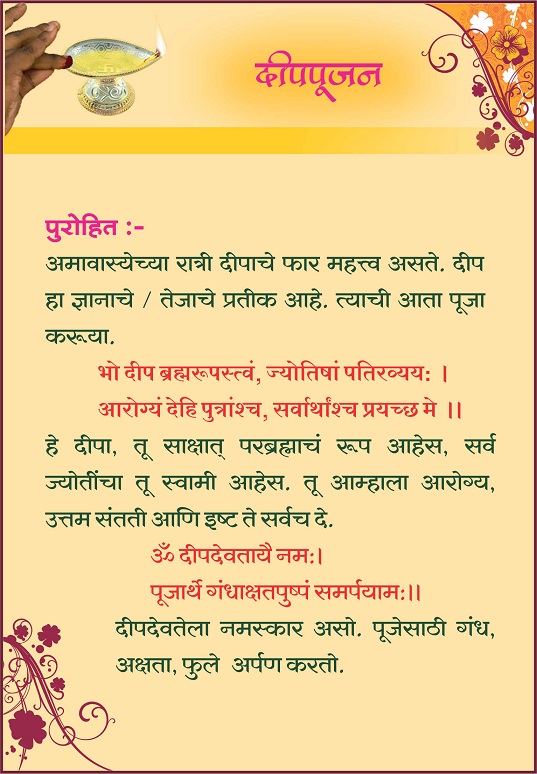 दीपपूजन
पुरोहित :-
अमावास्येच्या रात्री दीपाचे फार महत्त्व असते. दीप
हा ज्ञानाचे / तेजाचे प्रतीक आहे. त्याची आता पूजा
करूया.
भो दीप ब्रह्मरूपस्त्वं, ज्योतिषां पतिरव्यय: ।
आरोग्यं देहि पुत्रांश्च, सर्वार्थांश्च प्रयच्छ मे ।।
हे दीपा, तू साक्षात् परब्रह्माचं रूप आहेस, सर्व
ज्योतींचा तू स्वामी आहेस. तू आम्हाला आरोग्य,
उत्तम संतती आणि इष्ट ते सर्वच दे.
ॐ दीपदेवतायै नम:।
पूजार्थे गंधाक्षतपुष्पं समर्पयाम:।।
दीपदेवतेला नमस्कार असो. पूजेसाठी गंध,
अक्षता, फुले अर्पण करतो.